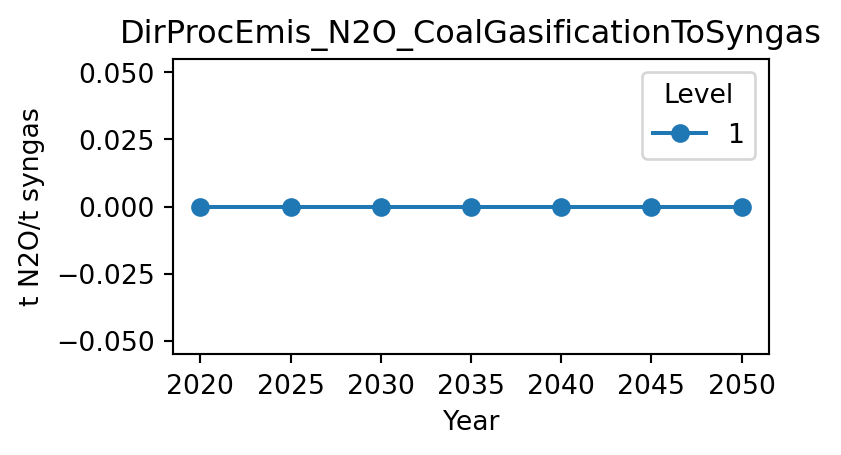 DirProcEmis_N2O_CoalGasificationToSyngas
t N2O/t syngas
0.050
0.025
0.000
−0.025
−0.050
Level
1
2020 2025 2030 2035 2040 2045 2050
Year